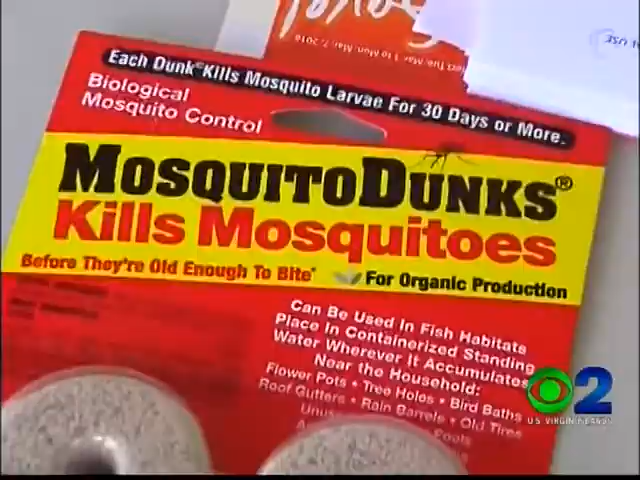 Each Dunk® Kills Mosquito Larvae For 30 Days or More.
Biological
Mosquito Control
MOSQUITODUNKS®
Kills Mosquitoes
Before They're Old Enough To Bite*
For Organic Production
Can Be Used In Fish Habitats
Place In Containerized Standing
Water Wherever It Accumulates
Near the Household:
Flower Pots • Tree Holes • Bird Baths
Roof Gutters • Rain Barrels • Old Tires
2
U.S. VIRGIN ISLANDS